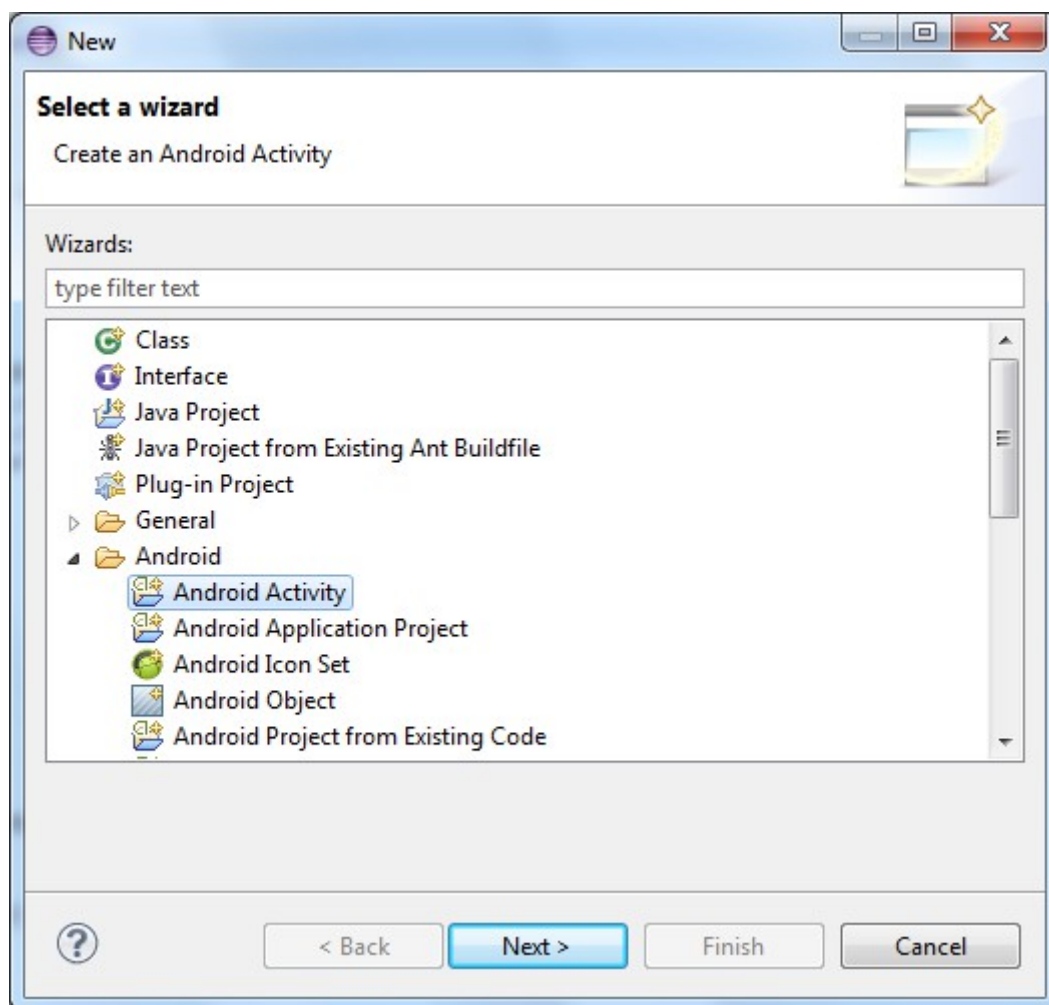 New
Select a wizard
Create an Android Activity
Wizards:
type filter text
Class
Interface
Java Project
Java Project from Existing Ant Buildfile
Plug-in Project
General
Android
Android Activity
Android Application Project
Android Icon Set
Android Object
Android Project from Existing Code
< Back Next > Finish Cancel